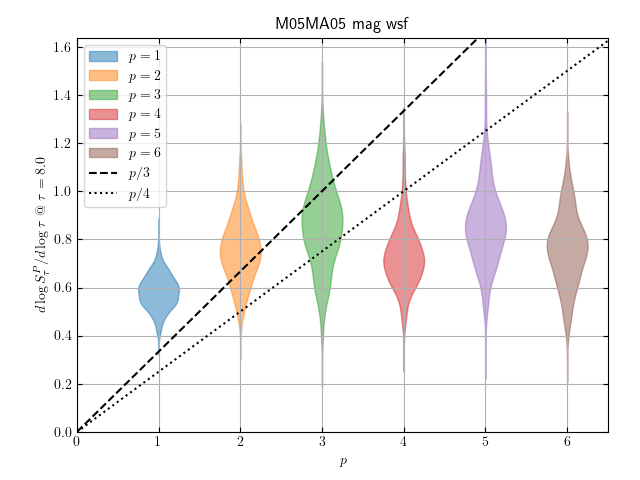 M05MA05 mag wsf
1.6
1.4
1.2
1.0
0.8
0.6
0.4
0.2
0.0
d log S_τ^P / d log τ @ τ = 8.0
p = 1
p = 2
p = 3
p = 4
p = 5
p = 6
p/3
p/4
0 1 2 3 4 5 6
p